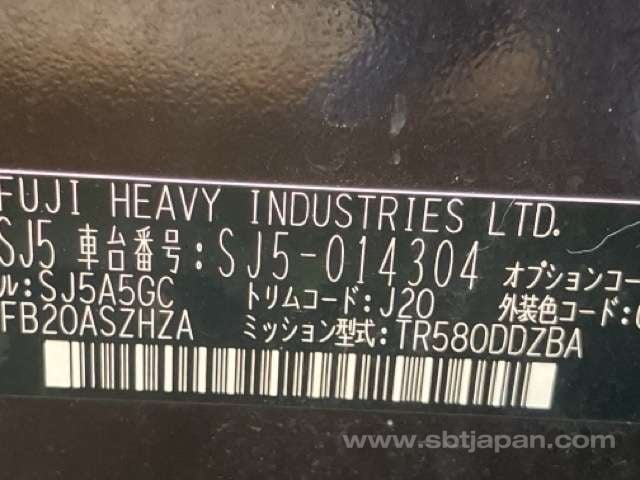 FUJI HEAVY INDUSTRIES LTD.
SJ5 車台番号: SJ5-014304 オプションコー
ル: SJ5A5GC トリムコード: J20 外装色コード:
FB20ASZHZA ミッション型式: TR580DDZBA
www.sbtjapan.com